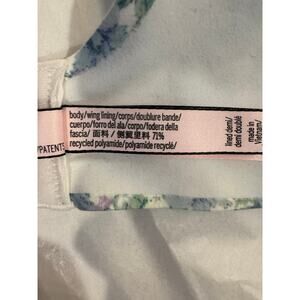 body/wing lining/corps/doublure bande/
cuerpo/forro del ala/corpo/fodera della
fascia/ 面料 / 侧翼里料 71%
recycled polyamide/polyamide recyclé/
lined demi/
demi doublé
made in
Vietnam/
/PATENTS